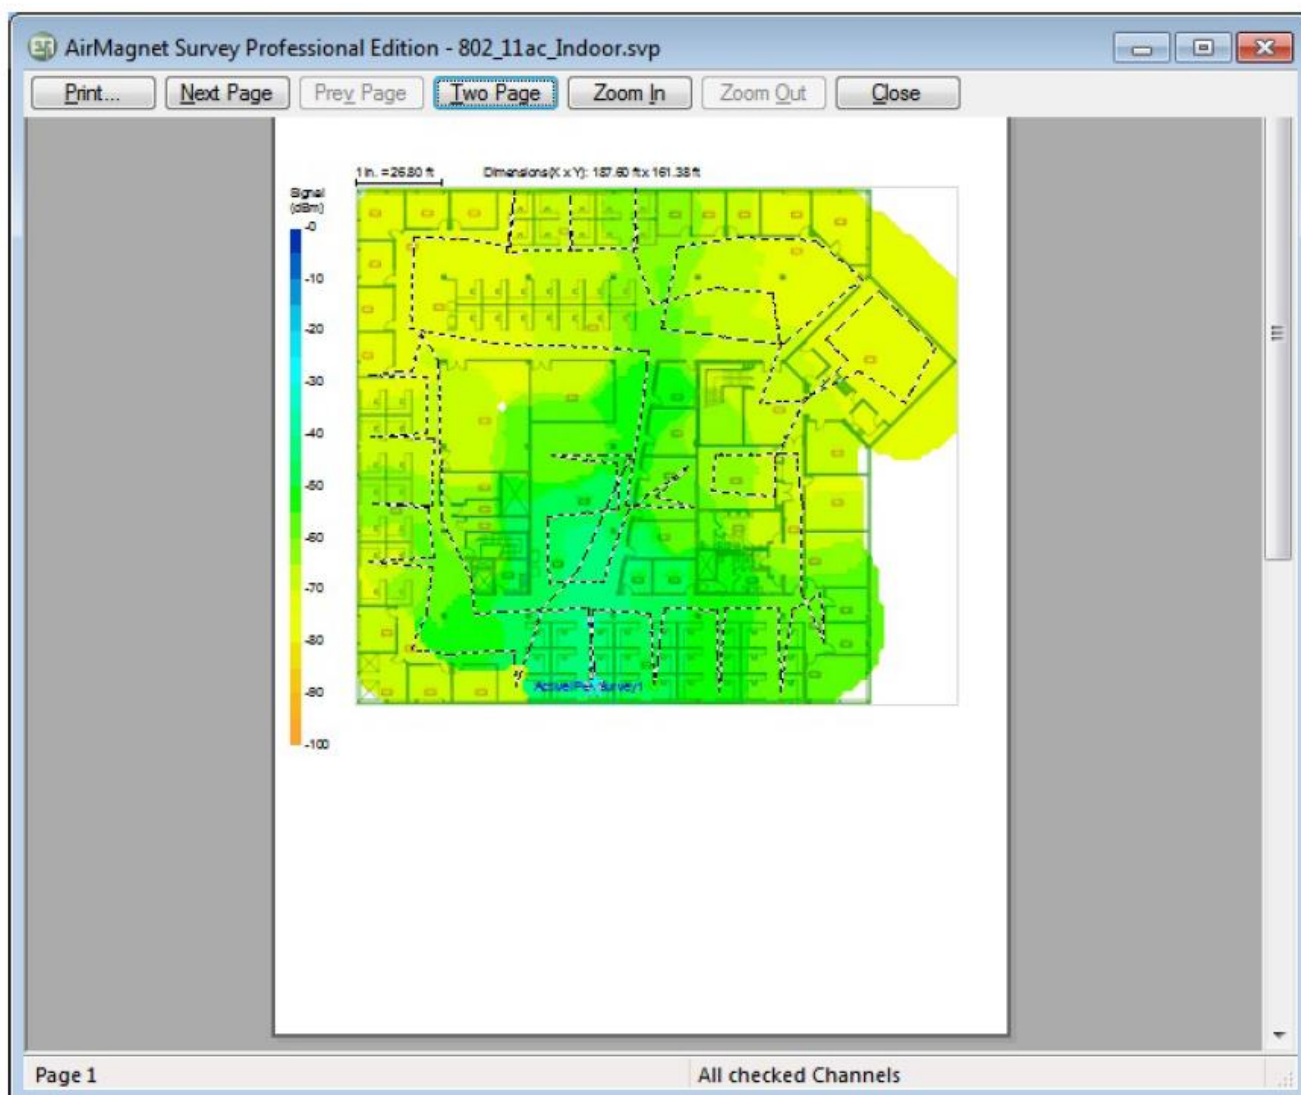 AirMagnet Survey Professional Edition - 802_11ac_Indoor.svp
Print... Next Page Prev Page Two Page Zoom In Zoom Out Close
1 in. = 26.80 ft Dimensions(X x Y): 187.60 ft x 161.38 ft
Signal
(dBm)
-0
-10
-20
-30
-40
-50
-60
-70
-80
-90
-100
Page 1 All checked Channels